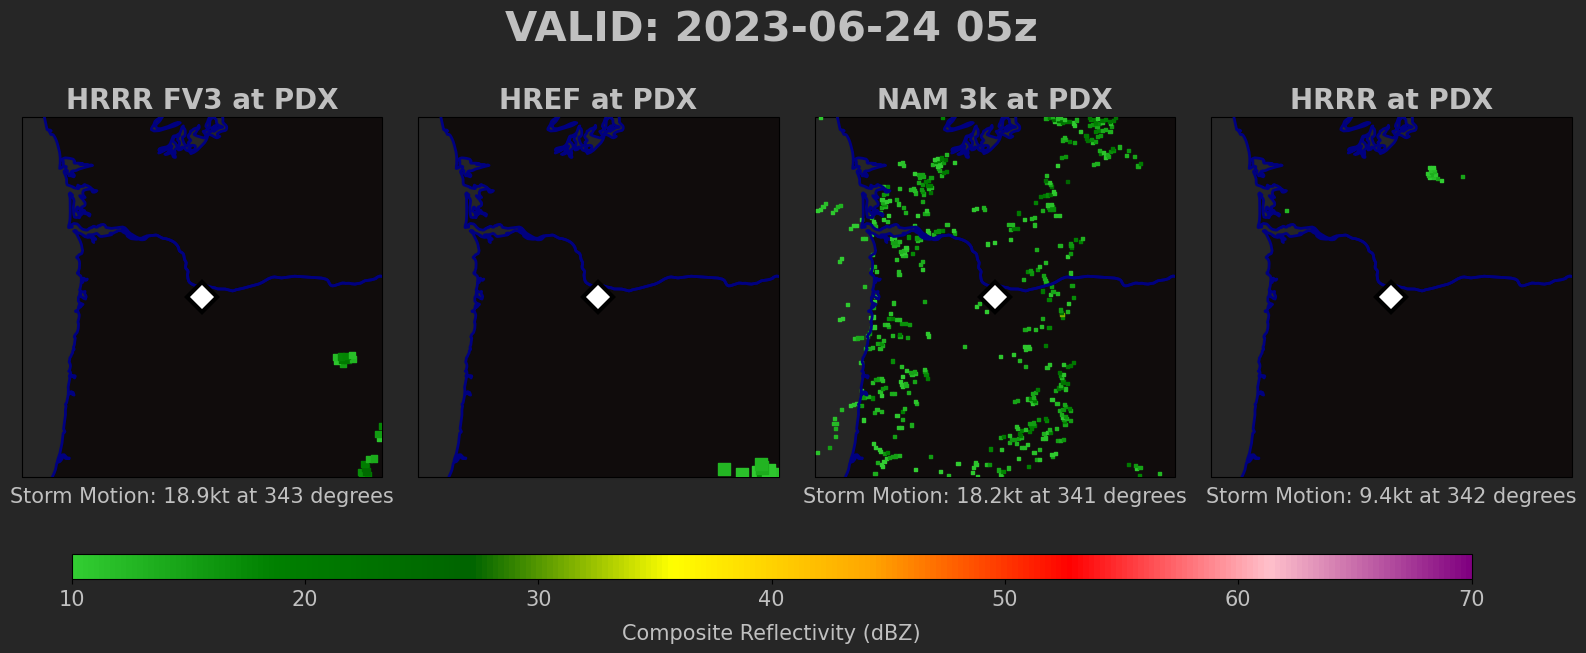 VALID: 2023-06-24 05z
HRRR FV3 at PDX
HREF at PDX
NAM 3k at PDX
HRRR at PDX
Storm Motion: 18.9kt at 343 degrees
Storm Motion: 18.2kt at 341 degrees
Storm Motion: 9.4kt at 342 degrees
10 20 30 40 50 60 70
Composite Reflectivity (dBZ)